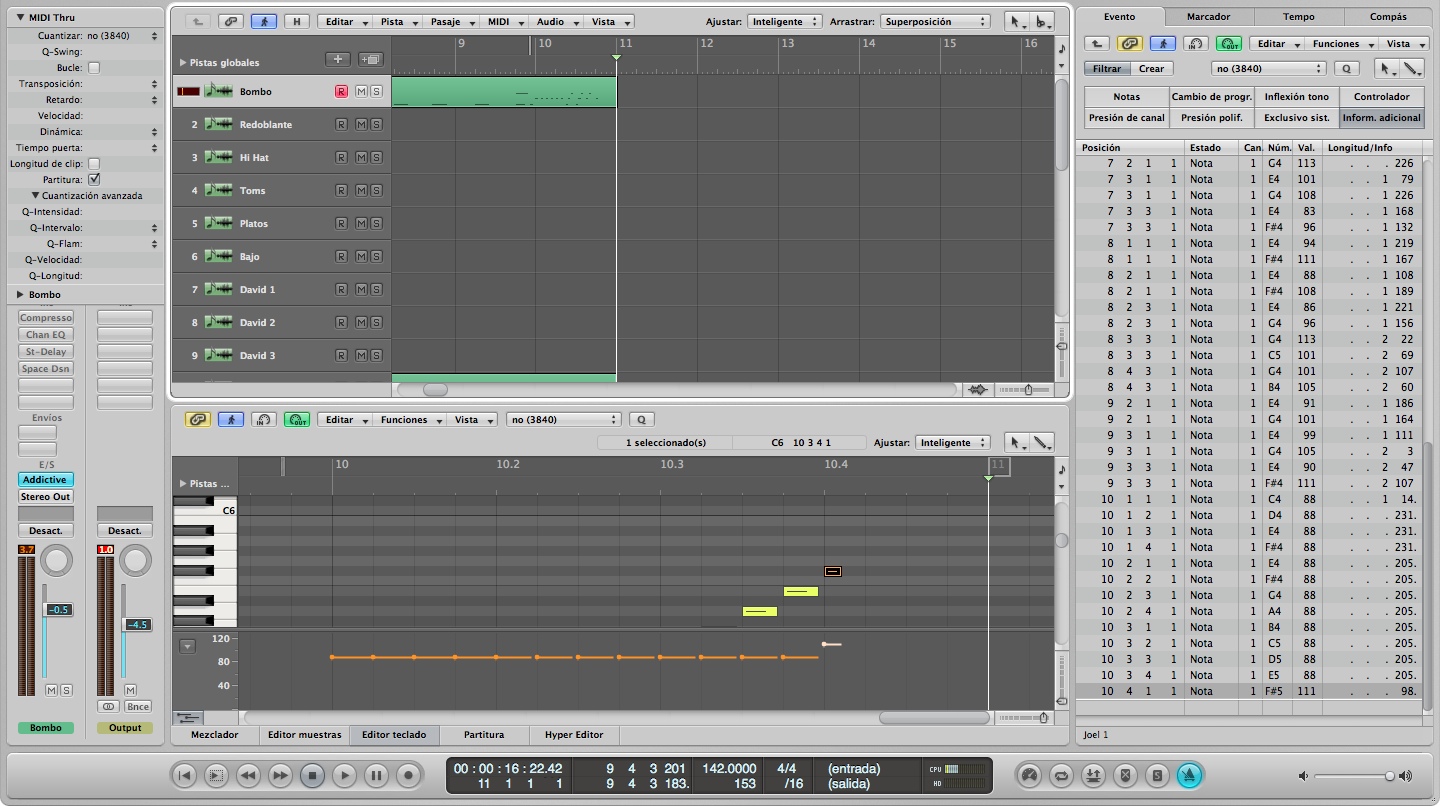 MIDI Thru
Cuantizar: no (3840)
Q-Swing:
Bucle:
Transposición:
Retardo:
Velocidad:
Dinámica:
Tiempo puerta:
Longitud de clip:
Partitura:
Cuantización avanzada
Q-Intensidad:
Q-Intervalo:
Q-Flam:
Q-Velocidad:
Q-Longitud:
Bombo
Compresso
Chan EQ
St-Delay
Space Dsn
Envíos
E/S
Addictive
Stereo Out
Desact. Desact.
3.7 1.0
-0.5
-4.5
M S M
Bnce
Bombo Output
H Editar Pista Pasaje MIDI Audio Vista Ajustar: Inteligente Arrastrar: Superposición
9 10 11 12 13 14 15 16
Pistas globales
Bombo R M S
2 Redoblante R M S
3 Hi Hat R M S
4 Toms R M S
5 Platos R M S
6 Bajo R M S
7 David 1 R M S
8 David 2 R M S
9 David 3 R M S
IN OUT Editar Funciones Vista no (3840) Q
1 seleccionado(s) C6 10 3 4 1 Ajustar: Inteligente
10 10.2 10.3 10.4 11
Pistas ...
C6
120
80
40
Mezclador Editor muestras Editor teclado Partitura Hyper Editor
Evento Marcador Tempo Compás
IN OUT Editar Funciones Vista
Filtrar Crear no (3840) Q
Notas Cambio de progr. Inflexión tono Controlador
Presión de canal Presión polif. Exclusivo sist. Inform. adicional
Posición Estado Can. Núm. Val. Longitud/Info
7 2 1 1 Nota 1 G4 113 . . . 226
7 3 1 1 Nota 1 E4 101 . . 1 79
7 3 1 1 Nota 1 G4 108 . . 1 226
7 3 3 1 Nota 1 E4 83 . . 1 168
7 3 3 1 Nota 1 F#4 96 . . 1 132
8 1 1 1 Nota 1 E4 94 . . 1 219
8 1 1 1 Nota 1 F#4 111 . . 1 167
8 2 1 1 Nota 1 E4 88 . . 1 108
8 2 1 1 Nota 1 F#4 108 . . 1 189
8 2 3 1 Nota 1 E4 86 . . 1 221
8 2 3 1 Nota 1 G4 96 . . 1 156
8 3 3 1 Nota 1 G4 113 . . 2 22
8 3 3 1 Nota 1 C5 101 . . 2 69
8 4 3 1 Nota 1 G4 101 . . 2 107
8 4 3 1 Nota 1 B4 105 . . 2 60
9 2 1 1 Nota 1 E4 91 . . 1 186
9 2 1 1 Nota 1 G4 101 . . 1 164
9 3 1 1 Nota 1 E4 99 . . 1 111
9 3 1 1 Nota 1 G4 105 . . 2 3
9 3 3 1 Nota 1 E4 90 . . 2 47
9 3 3 1 Nota 1 F#4 111 . . 2 107
10 1 1 1 Nota 1 C4 88 . . 1 14.
10 1 2 1 Nota 1 D4 88 . . . 231.
10 1 3 1 Nota 1 E4 88 . . . 231.
10 1 4 1 Nota 1 F#4 88 . . . 231.
10 2 1 1 Nota 1 E4 88 . . . 205.
10 2 2 1 Nota 1 F#4 88 . . . 205.
10 2 3 1 Nota 1 G4 88 . . . 205.
10 2 4 1 Nota 1 A4 88 . . . 205.
10 3 1 1 Nota 1 B4 88 . . . 205.
10 3 2 1 Nota 1 C5 88 . . . 205.
10 3 3 1 Nota 1 D5 88 . . . 205.
10 3 4 1 Nota 1 E5 88 . . . 205.
10 4 1 1 Nota 1 F#5 111 . . . 98.
Joel 1
00 : 00 : 16 : 22.42 9 4 3 201 142.0000 4/4 (entrada) CPU
11 1 1 1 9 4 3 183. 153 /16 (salida) HD
S